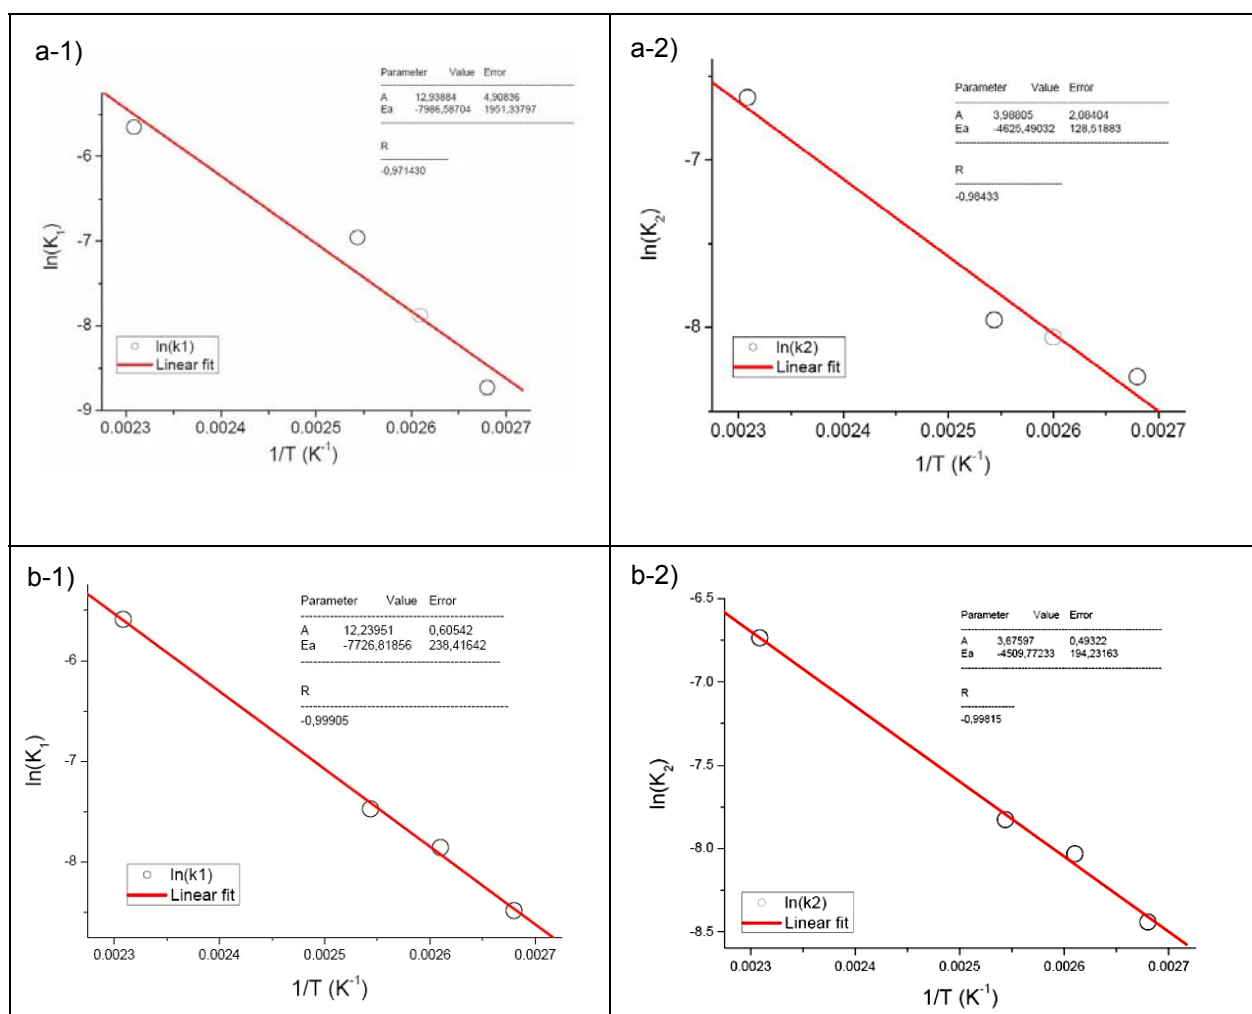 a-1)
Parameter Value Error
A 12,93884 4,90836
Ea -7986,58704 1951,33797
R
-0,971430
-6
-7
-8
-9
ln(K1)
ln(k1)
Linear fit
0.0023 0.0024 0.0025 0.0026 0.0027
1/T (K-1)
a-2)
Parameter Value Error
A 3,98805 2,08404
Ea -4625,49032 128,51883
R
-0,98433
-7
-8
ln(K2)
ln(k2)
Linear fit
0.0023 0.0024 0.0025 0.0026 0.0027
1/T (K-1)
b-1)
Parameter Value Error
A 12,23951 0,60542
Ea -7726,81856 238,41642
R
-0,99905
-6
-7
-8
ln(K1)
ln(k1)
Linear fit
0.0023 0.0024 0.0025 0.0026 0.0027
1/T (K-1)
b-2)
Parameter Value Error
A 3,67597 0,49322
Ea -4509,77233 194,23163
R
-0,99815
-6.5
-7.0
-7.5
-8.0
-8.5
ln(K2)
ln(k2)
Linear fit
0.0023 0.0024 0.0025 0.0026 0.0027
1/T (K-1)